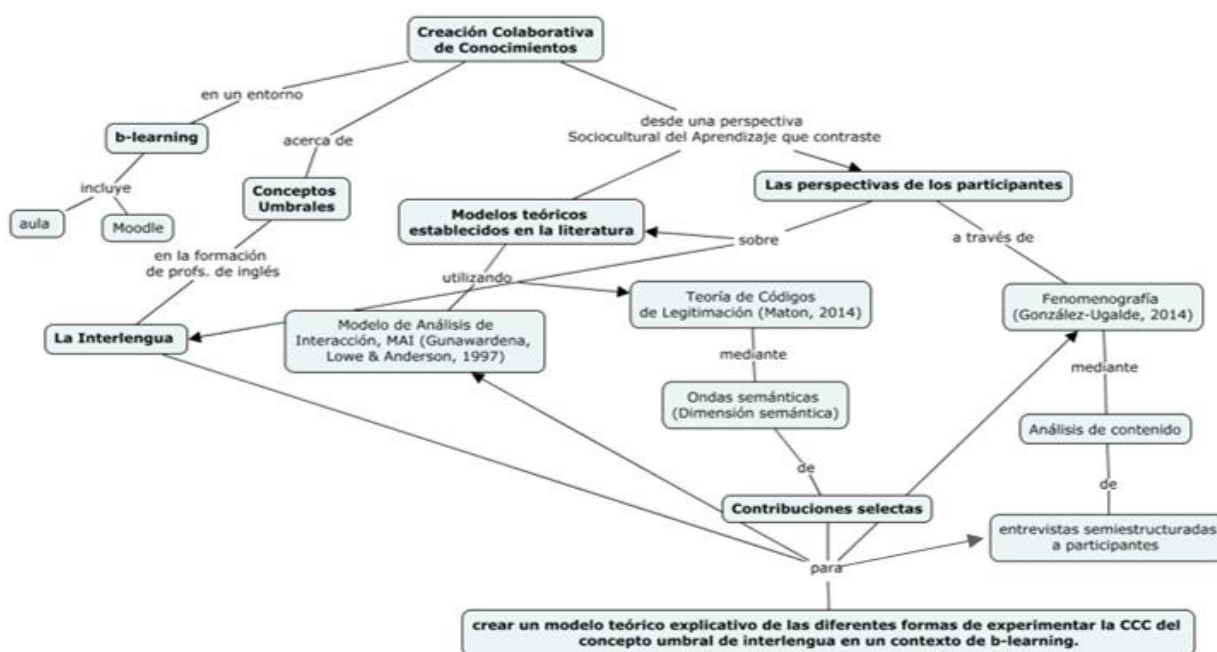 Creación Colaborativa
de Conocimientos
en un entorno
desde una perspectiva
Sociocultural del Aprendizaje que contraste
b-learning
acerca de
incluye
Conceptos
Umbrales
Las perspectivas de los participantes
aula
Moodle
Modelos teóricos
establecidos en la literatura
sobre
a través de
en la formación
de profs. de inglés
utilizando
Teoría de Códigos
de Legitimación (Maton, 2014)
Fenomenografía
(González-Ugalde, 2014)
La Interlengua
Modelo de Análisis de
Interacción, MAI (Gunawardena,
Lowe & Anderson, 1997)
mediante
mediante
Ondas semánticas
(Dimensión semántica)
Análisis de contenido
de
de
Contribuciones selectas
entrevistas semiestructuradas
a participantes
para
crear un modelo teórico explicativo de las diferentes formas de experimentar la CCC del
concepto umbral de interlengua en un contexto de b-learning.